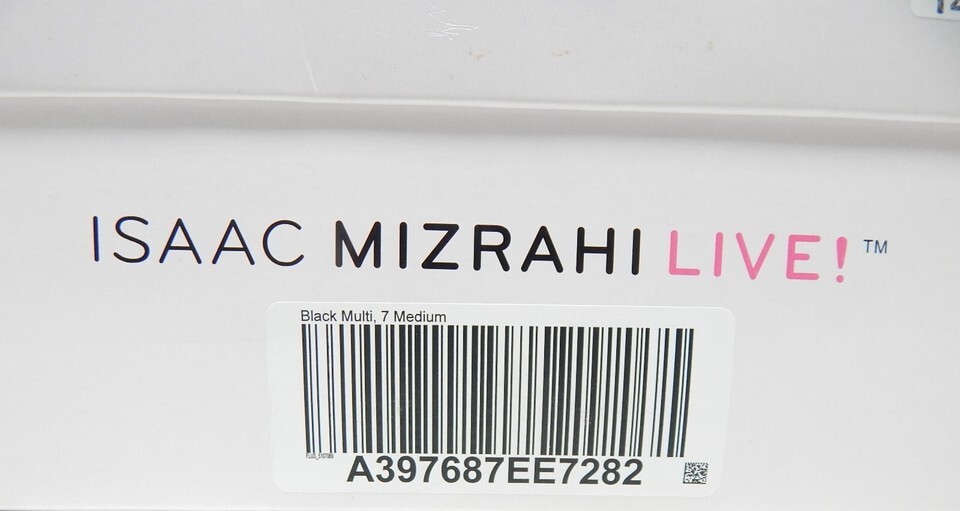 ISAAC MIZRAHI LIVE!™
Black Multi, 7 Medium
A397687EE7282